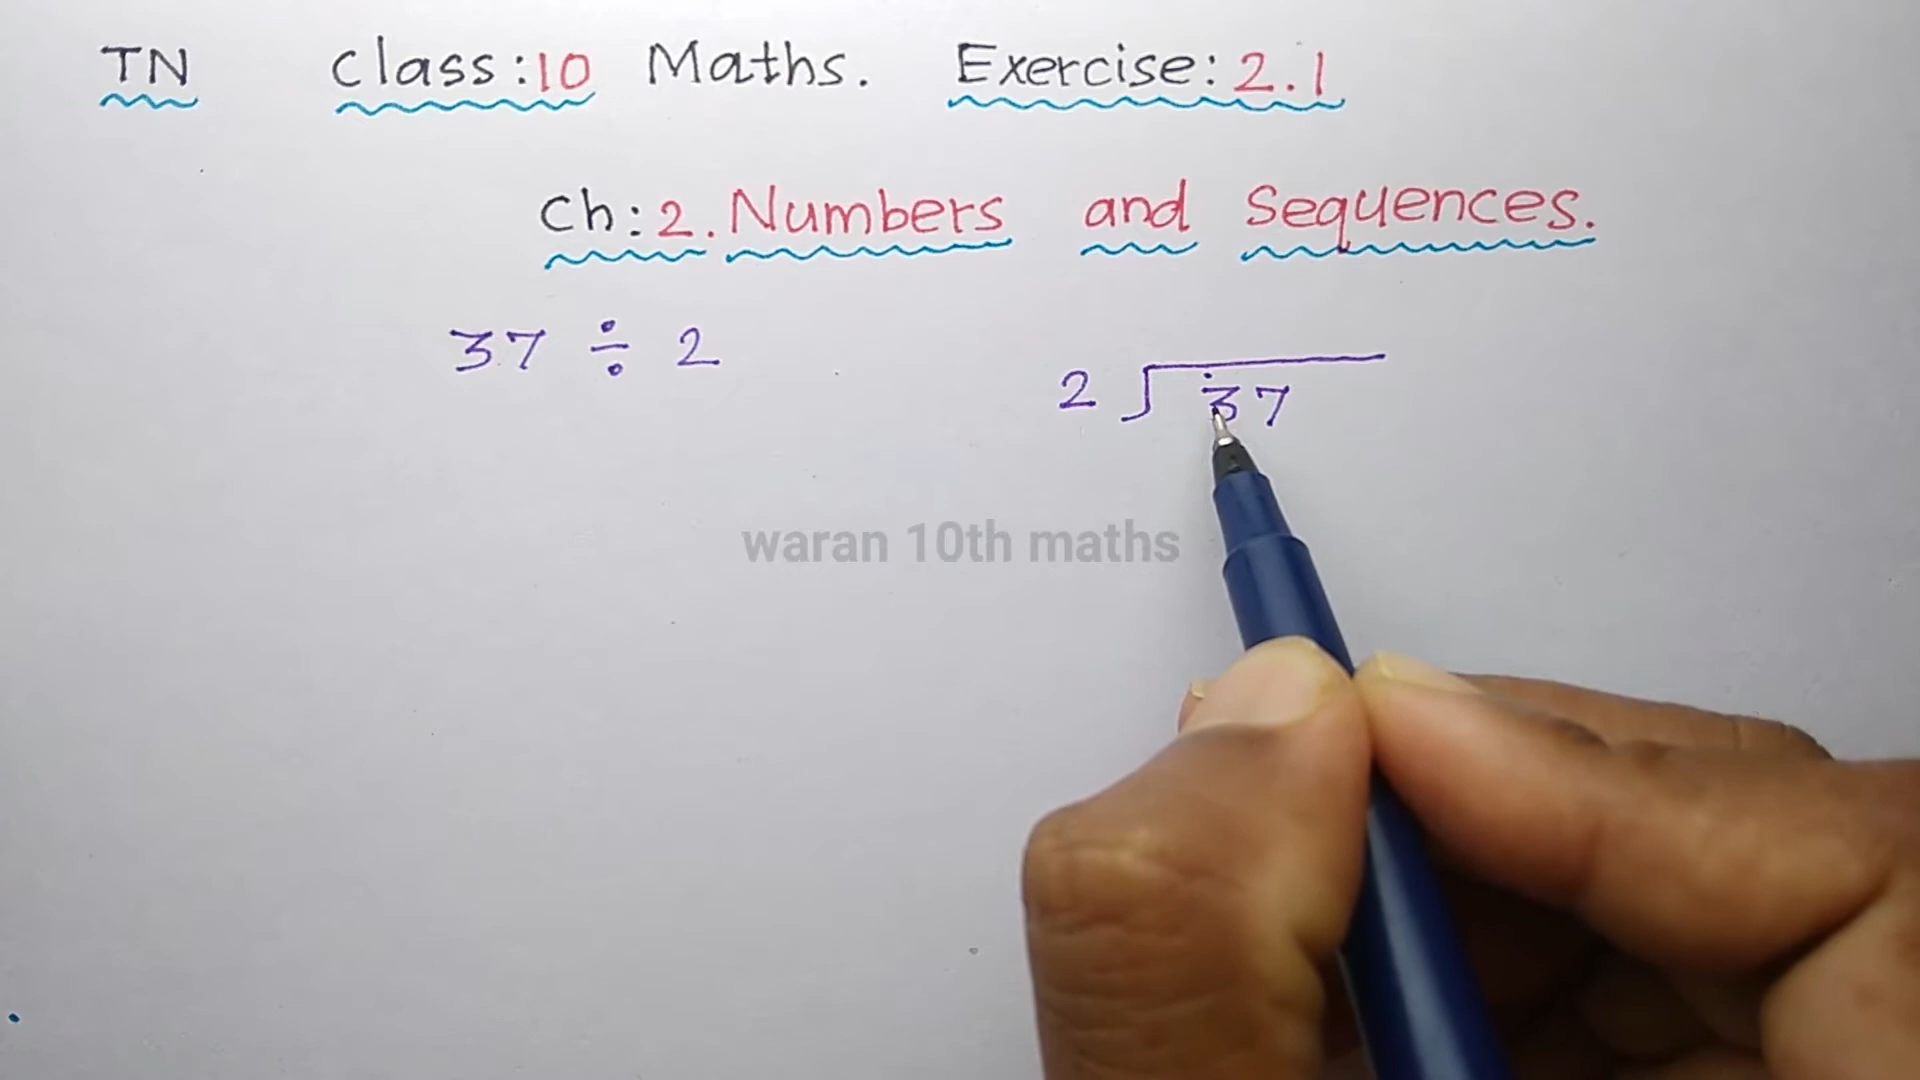 TN Class:10 Maths. Exercise: 2.1
Ch:2. Numbers and Sequences.
37 ÷ 2
2 37
waran 10th maths